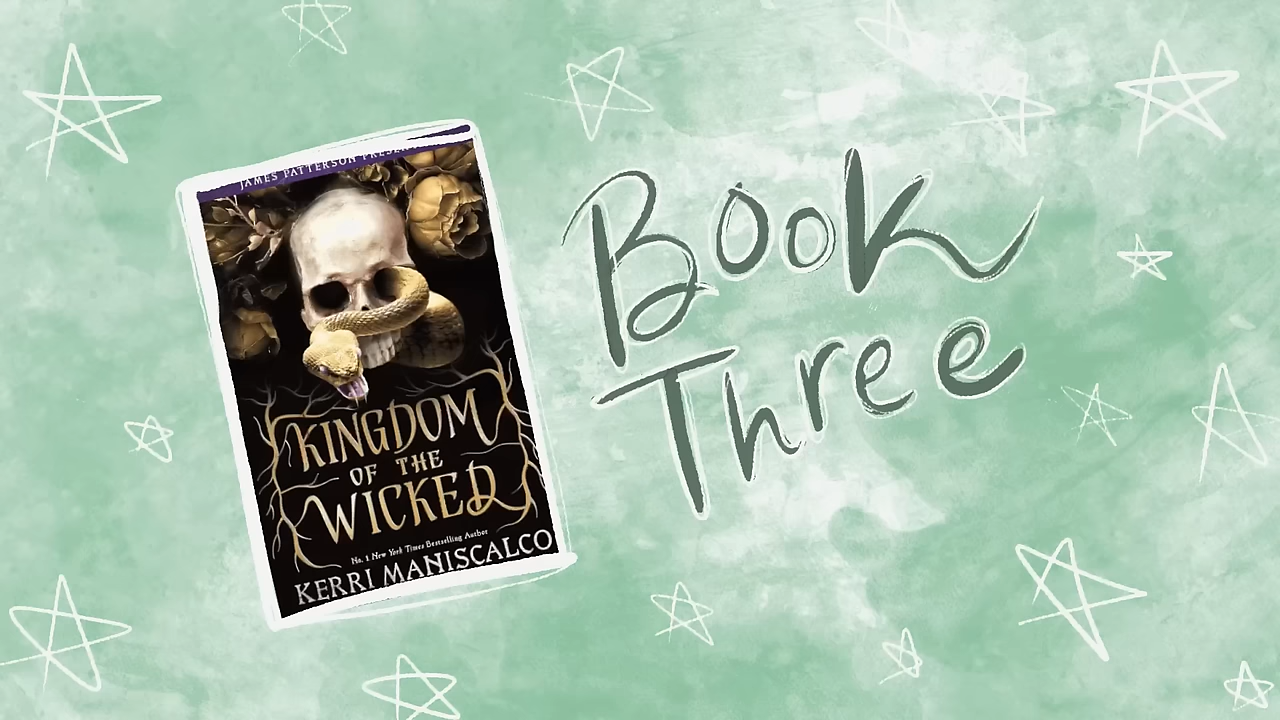 JAMES PATTERSON PRESENTS
KINGDOM
OF THE
WICKED
No. 1 New York Times Bestselling Author
KERRI MANISCALCO
Book
Three